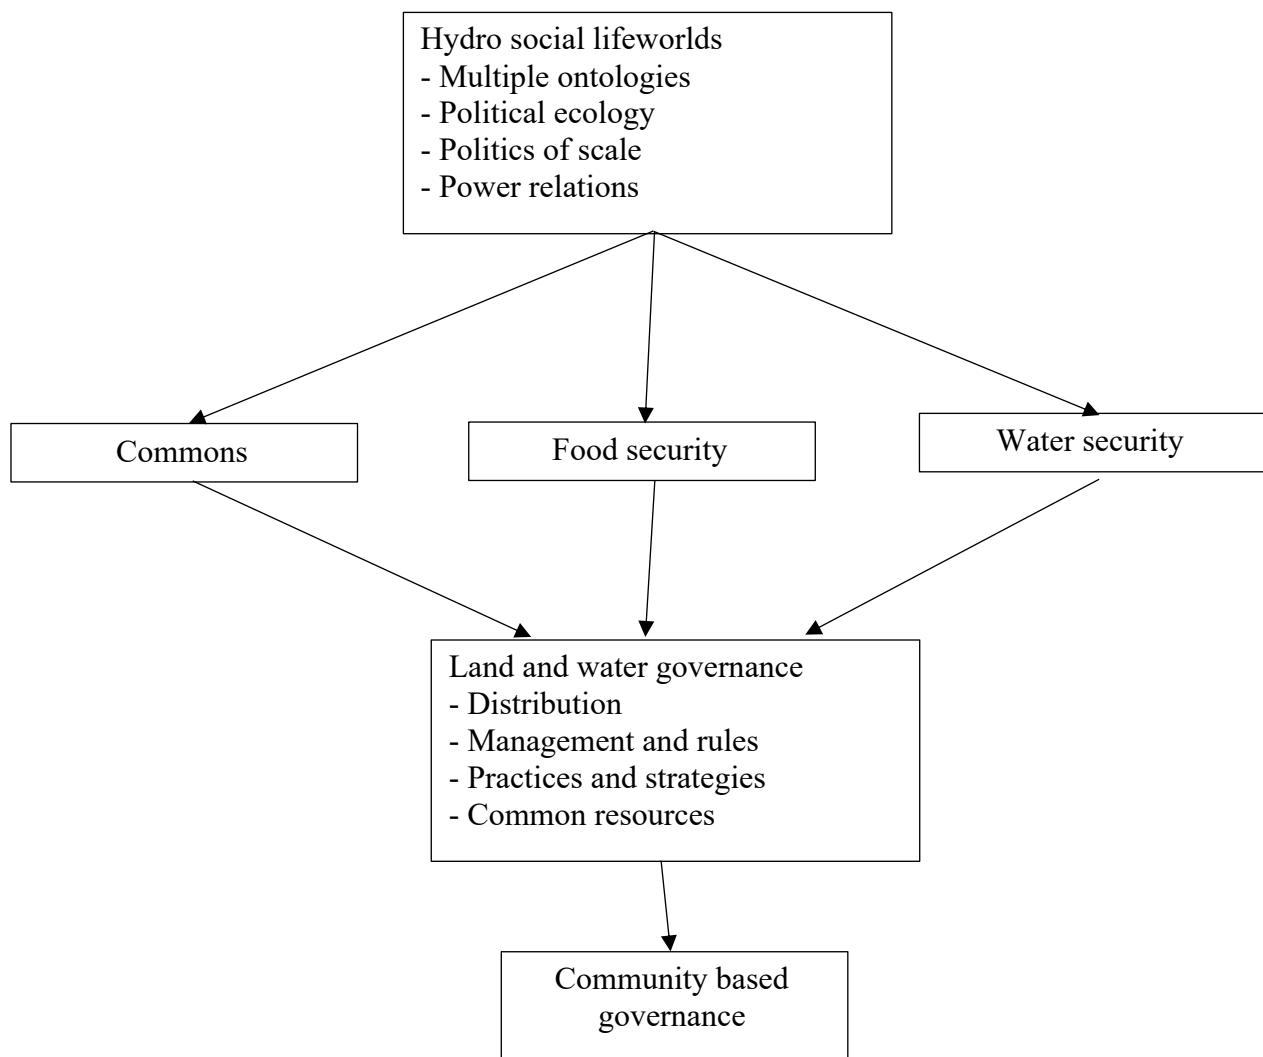 Hydro social lifeworlds
- Multiple ontologies
- Political ecology
- Politics of scale
- Power relations
Commons
Food security
Water security
Land and water governance
- Distribution
- Management and rules
- Practices and strategies
- Common resources
Community based
governance